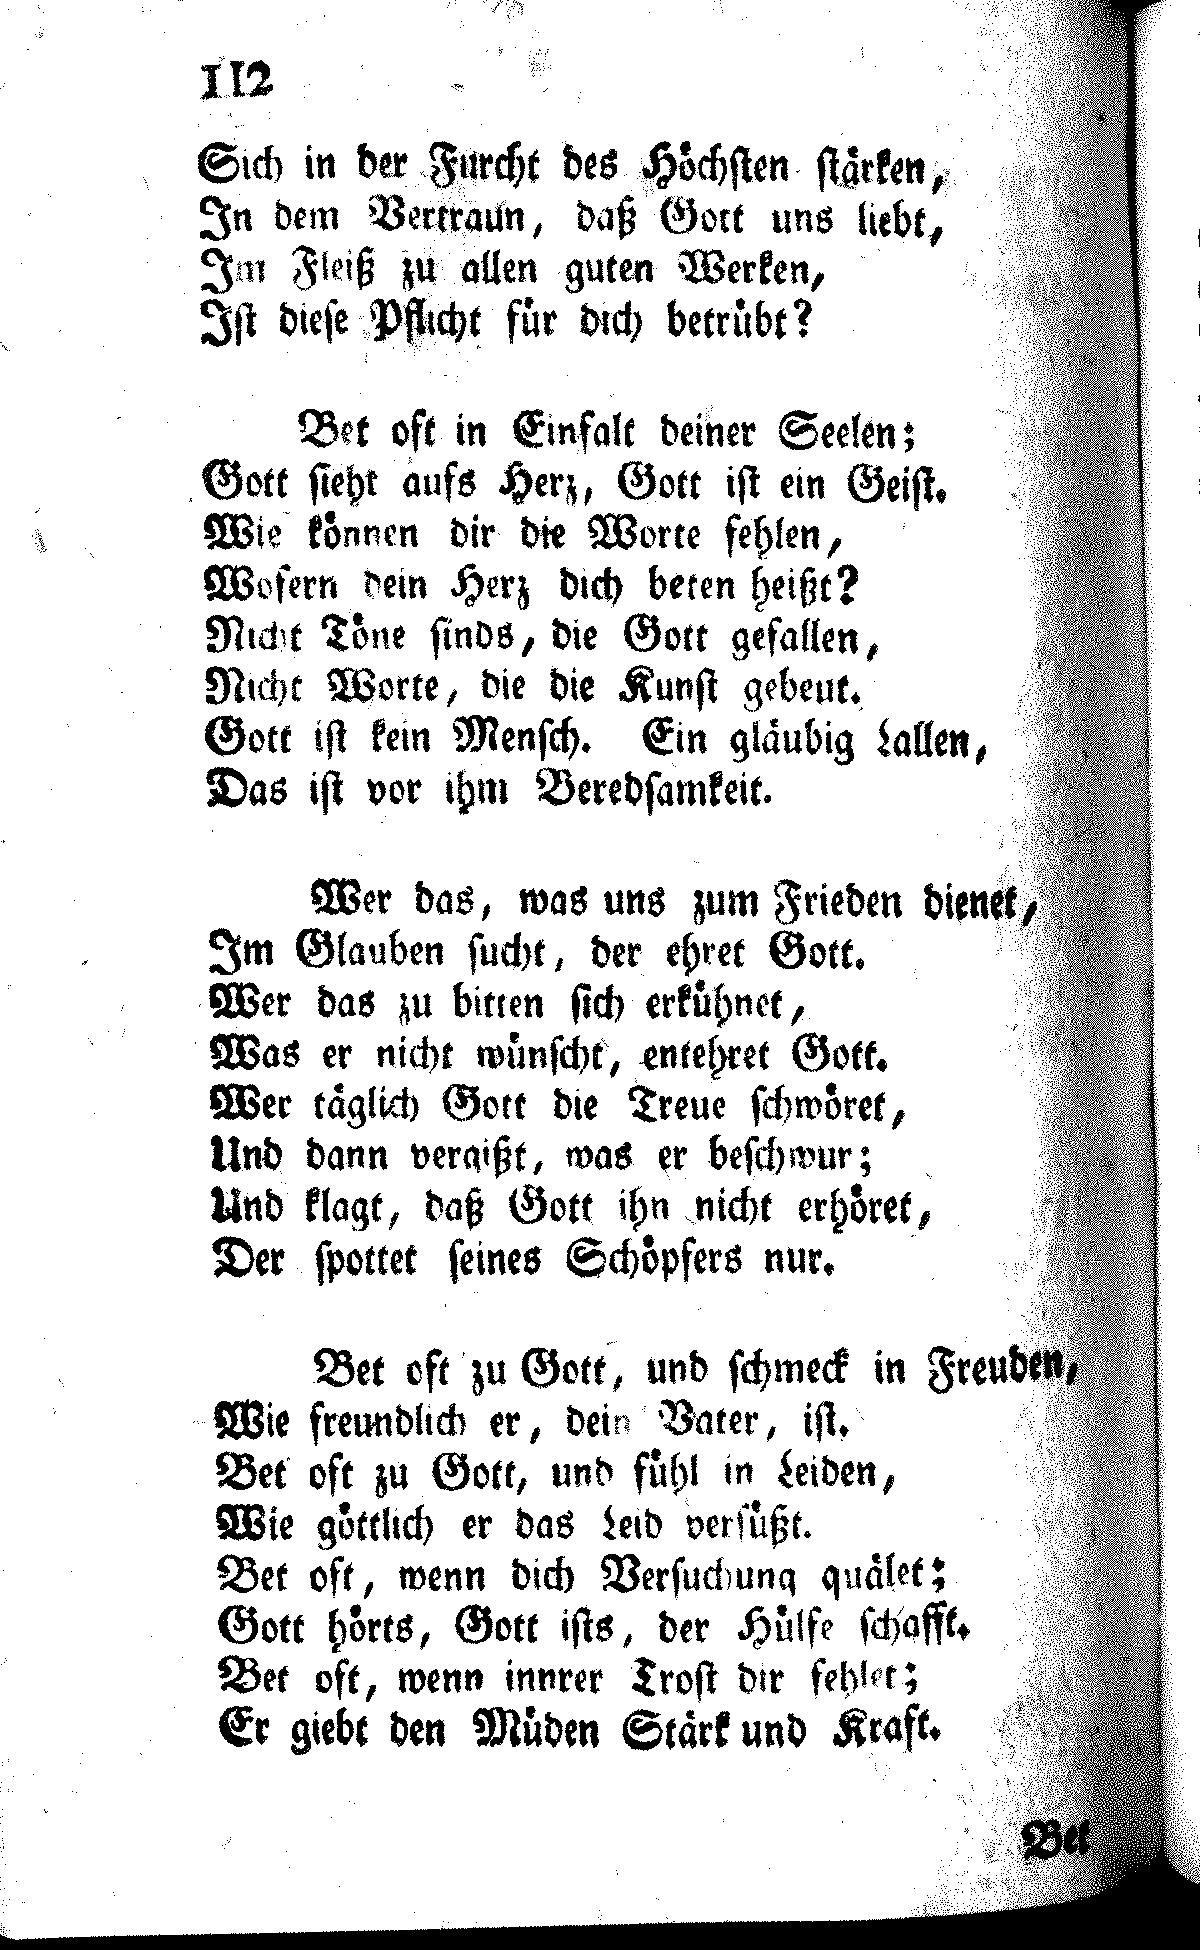 112
Sich in der Furcht des Höchsten stärken,
In dem Vertraun, daß Gott uns liebt,
Im Fleiß zu allen guten Werken,
Ist diese Pflicht für dich betrübt?
Bet oft in Einfalt deiner Seelen;
Gott sieht aufs Herz, Gott ist ein Geist.
Wie können dir die Worte fehlen,
Wofern dein Herz dich beten heißt?
Nicht Töne sinds, die Gott gefallen,
Nicht Worte, die die Kunst gebeut.
Gott ist kein Mensch. Ein gläubig Lallen,
Das ist vor ihm Beredsamkeit.
Wer das, was uns zum Frieden dienet,
Im Glauben sucht, der ehret Gott.
Wer das zu bitten sich erkühnet,
Was er nicht wünscht, entehret Gott.
Wer täglich Gott die Treue schwöret,
Und dann vergißt, was er beschwur;
Und klagt, daß Gott ihn nicht erhöret,
Der spottet seines Schöpfers nur.
Bet oft zu Gott, und schmeck in Freuden,
Wie freundlich er, dein Vater, ist.
Bet oft zu Gott, und fühl in Leiden,
Wie göttlich er das Leid versüßt.
Bet oft, wenn dich Versuchung quälet;
Gott hörts, Gott ists, der Hülfe schafft.
Bet oft, wenn innrer Trost dir fehlet;
Er giebt den Müden Stärk und Kraft.
Bet